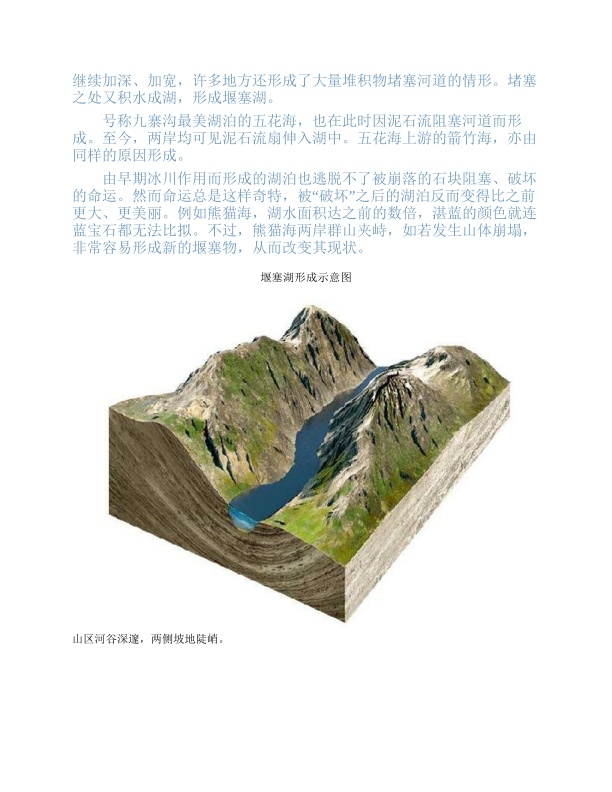 继续加深、加宽，许多地方还形成了大量堆积物堵塞河道的情形。堵塞
之处又积水成湖，形成堰塞湖。
号称九寨沟最美湖泊的五花海，也在此时因泥石流阻塞河道而形
成。至今，两岸均可见泥石流扇伸入湖中。五花海上游的箭竹海，亦由
同样的原因形成。
由早期冰川作用而形成的湖泊也逃脱不了被崩落的石块阻塞、破坏
的命运。然而命运总是这样奇特，被“破坏”之后的湖泊反而变得比之前
更大、更美丽。例如熊猫海，湖水面积达之前的数倍，湛蓝的颜色就连
蓝宝石都无法比拟。不过，熊猫海两岸群山夹峙，如若发生山体崩塌，
非常容易形成新的堰塞物，从而改变其现状。
堰塞湖形成示意图
山区河谷深邃，两侧坡地陡峭。